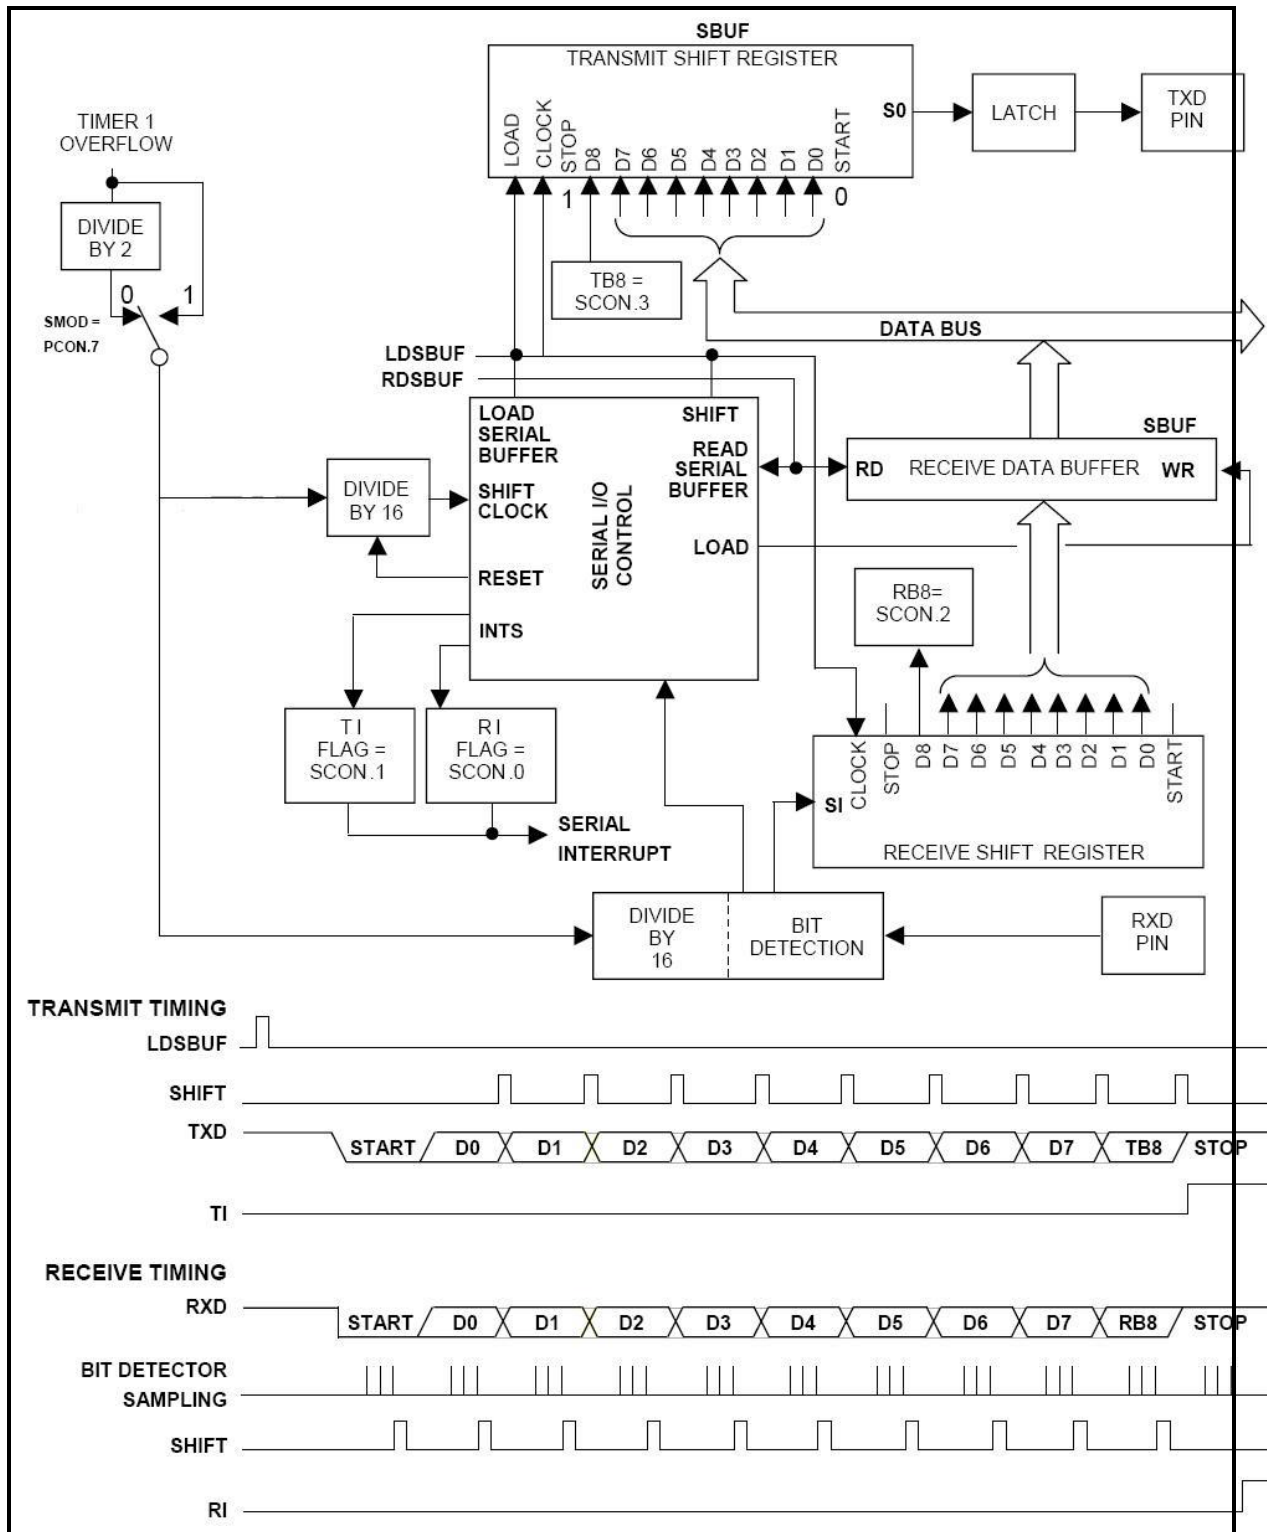 SBUF
TRANSMIT SHIFT REGISTER
LOAD
CLOCK
STOP
D8
D7
D6
D5
D4
D3
D2
D1
D0
START
S0
1
0
LATCH
TXD
PIN
TIMER 1
OVERFLOW
DIVIDE
BY 2
0
1
SMOD =
PCON.7
TB8 =
SCON.3
DATA BUS
LDSBUF
RDSBUF
LOAD
SERIAL
BUFFER
SHIFT
READ
SERIAL
BUFFER
SHIFT
CLOCK
SERIAL I/O
CONTROL
LOAD
RESET
INTS
DIVIDE
BY 16
SBUF
RD
RECEIVE DATA BUFFER
WR
RB8=
SCON.2
T I
FLAG =
SCON.1
R I
FLAG =
SCON.0
SERIAL
INTERRUPT
SI
CLOCK
STOP
D8
D7
D6
D5
D4
D3
D2
D1
D0
START
RECEIVE SHIFT REGISTER
DIVIDE
BY
16
BIT
DETECTION
RXD
PIN
TRANSMIT TIMING
LDSBUF
SHIFT
TXD
START D0 D1 D2 D3 D4 D5 D6 D7 TB8 STOP
TI
RECEIVE TIMING
RXD
START D0 D1 D2 D3 D4 D5 D6 D7 RB8 STOP
BIT DETECTOR
SAMPLING
SHIFT
RI